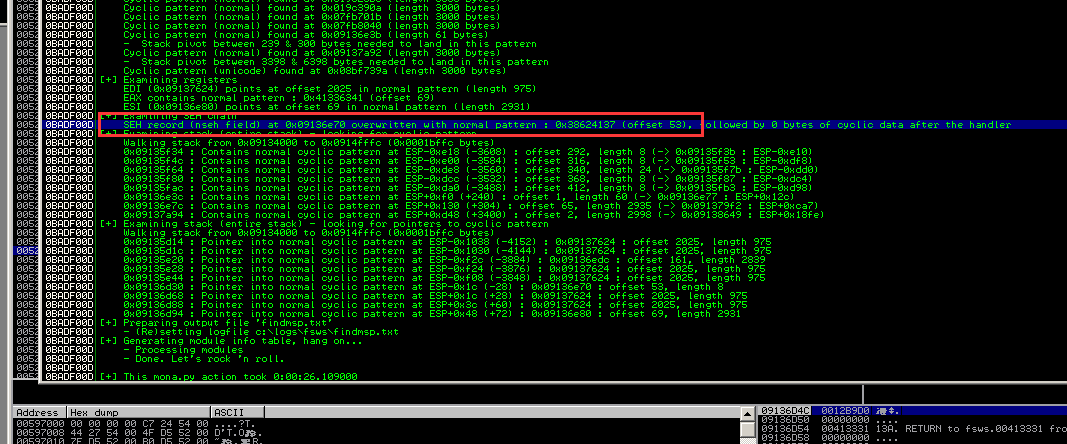 0052 0BADF00D Cyclic pattern (normal) found at 0x019c390a (length 3000 bytes)
0052 0BADF00D Cyclic pattern (normal) found at 0x07fb701b (length 3000 bytes)
0052 0BADF00D Cyclic pattern (normal) found at 0x07fb8040 (length 3000 bytes)
0052 0BADF00D Cyclic pattern (normal) found at 0x09136e3b (length 61 bytes)
0052 0BADF00D - Stack pivot between 239 & 300 bytes needed to land in this pattern
0052 0BADF00D Cyclic pattern (normal) found at 0x09137a92 (length 3000 bytes)
0052 0BADF00D - Stack pivot between 3398 & 6398 bytes needed to land in this pattern
0052 0BADF00D Cyclic pattern (unicode) found at 0x08bf739a (length 3000 bytes)
0052 0BADF00D [+] Examining registers
0052 0BADF00D EDI (0x09137624) points at offset 2025 in normal pattern (length 975)
0052 0BADF00D EAX contains normal pattern : 0x41336341 (offset 69)
0052 0BADF00D ESI (0x09136e80) points at offset 69 in normal pattern (length 2931)
0052 0BADF00D [+] Examining SEH chain
0052 0BADF00D SEH record (nseh field) at 0x09136e70 overwritten with normal pattern : 0x38624137 (offset 53), followed by 0 bytes of cyclic data after the handler
0052 0BADF00D [+] Examining stack (entire stack) - looking for cyclic pattern
0052 0BADF00D Walking stack from 0x09134000 to 0x0914fffc (0x0001bffc bytes)
0052 0BADF00D 0x09135f34 : Contains normal cyclic pattern at ESP-0xe18 (-3608) : offset 292, length 8 (-> 0x09135f3b : ESP-0xe10)
0052 0BADF00D 0x09135f4c : Contains normal cyclic pattern at ESP-0xe00 (-3584) : offset 316, length 8 (-> 0x09135f53 : ESP-0xdf8)
0052 0BADF00D 0x09135f64 : Contains normal cyclic pattern at ESP-0xde8 (-3560) : offset 340, length 24 (-> 0x09135f7b : ESP-0xdd0)
0052 0BADF00D 0x09135f80 : Contains normal cyclic pattern at ESP-0xdcc (-3532) : offset 368, length 8 (-> 0x09135f87 : ESP-0xdc4)
0052 0BADF00D 0x09135fac : Contains normal cyclic pattern at ESP-0xda0 (-3488) : offset 412, length 8 (-> 0x09135fb3 : ESP-0xd98)
0052 0BADF00D 0x09136e3c : Contains normal cyclic pattern at ESP+0xf0 (+240) : offset 1, length 60 (-> 0x09136e77 : ESP+0x12c)
0052 0BADF00D 0x09136e7c : Contains normal cyclic pattern at ESP+0x130 (+304) : offset 65, length 2935 (-> 0x091379f2 : ESP+0xca7)
0052 0BADF00D 0x09137a94 : Contains normal cyclic pattern at ESP+0xd48 (+3400) : offset 2, length 2998 (-> 0x09138649 : ESP+0x18fe)
0052 0BADF00D [+] Examining stack (entire stack) - looking for pointers to cyclic pattern
0052 0BADF00D Walking stack from 0x09134000 to 0x0914fffc (0x0001bffc bytes)
0052 0BADF00D 0x09135d14 : Pointer into normal cyclic pattern at ESP-0x1038 (-4152) : 0x09137624 : offset 2025, length 975
0052 0BADF00D 0x09135d1c : Pointer into normal cyclic pattern at ESP-0x1030 (-4144) : 0x09137624 : offset 2025, length 975
0052 0BADF00D 0x09135e20 : Pointer into normal cyclic pattern at ESP-0xf2c (-3884) : 0x09136edc : offset 161, length 2839
0052 0BADF00D 0x09135e28 : Pointer into normal cyclic pattern at ESP-0xf24 (-3876) : 0x09137624 : offset 2025, length 975
0052 0BADF00D 0x09135e44 : Pointer into normal cyclic pattern at ESP-0xf08 (-3848) : 0x09137624 : offset 2025, length 975
0052 0BADF00D 0x09136d30 : Pointer into normal cyclic pattern at ESP-0x1c (-28) : 0x09136e70 : offset 53, length 8
0052 0BADF00D 0x09136d68 : Pointer into normal cyclic pattern at ESP+0x1c (+28) : 0x09137624 : offset 2025, length 975
0052 0BADF00D 0x09136d88 : Pointer into normal cyclic pattern at ESP+0x3c (+60) : 0x09137624 : offset 2025, length 975
0052 0BADF00D 0x09136d94 : Pointer into normal cyclic pattern at ESP+0x48 (+72) : 0x09136e80 : offset 69, length 2931
0052 0BADF00D [+] Preparing output file 'findmsp.txt'
0052 0BADF00D - (Re)setting logfile c:\logs\fsws\findmsp.txt
0052 0BADF00D [+] Generating module info table, hang on...
0052 0BADF00D - Processing modules
0052 0BADF00D - Done. Let's rock 'n roll.
0052 0BADF00D
0052 0BADF00D [+] This mona.py action took 0:00:26.109000
Address Hex dump ASCII
00597000 00 00 00 00 C7 24 54 00 ....?T.
00597008 44 27 54 00 4F D5 52 00
00597010 7E D5 52 00 B0 D5 52 00
09136D4C 0012B9D0
09136D50 00000000 ....
09136D54 00413331 13A. RETURN to fsws.00413331 fro
09136D58 00000000 ....